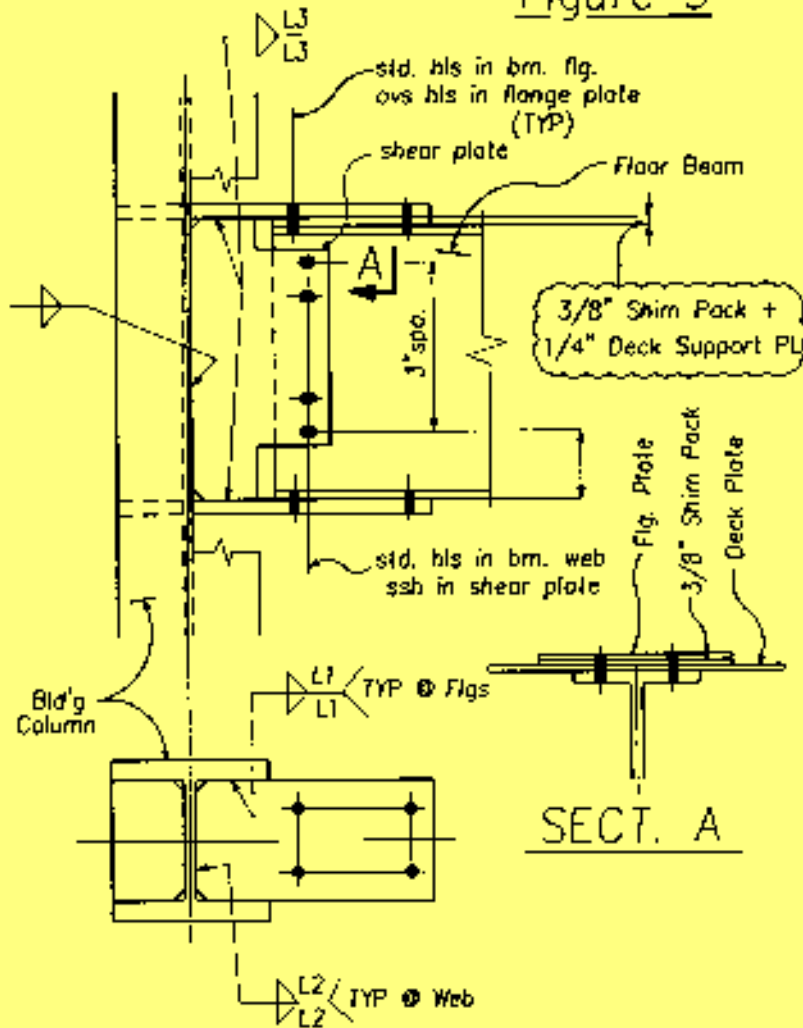 Figure 3
L3
L3
std. hls in bm. flg.
ovs hls in flange plate
(TYP)
shear plate
Floor Beam
A
3/8" Shim Pack +
1/4" Deck Support PL
3" spa.
Flg. Plate
3/8" Shim Pack
Deck Plate
std. hls in bm. web
ssh in shear plate
L1
L1
TYP @ Flgs
Bld'g
Column
SECT. A
L2
L2
TYP @ Web